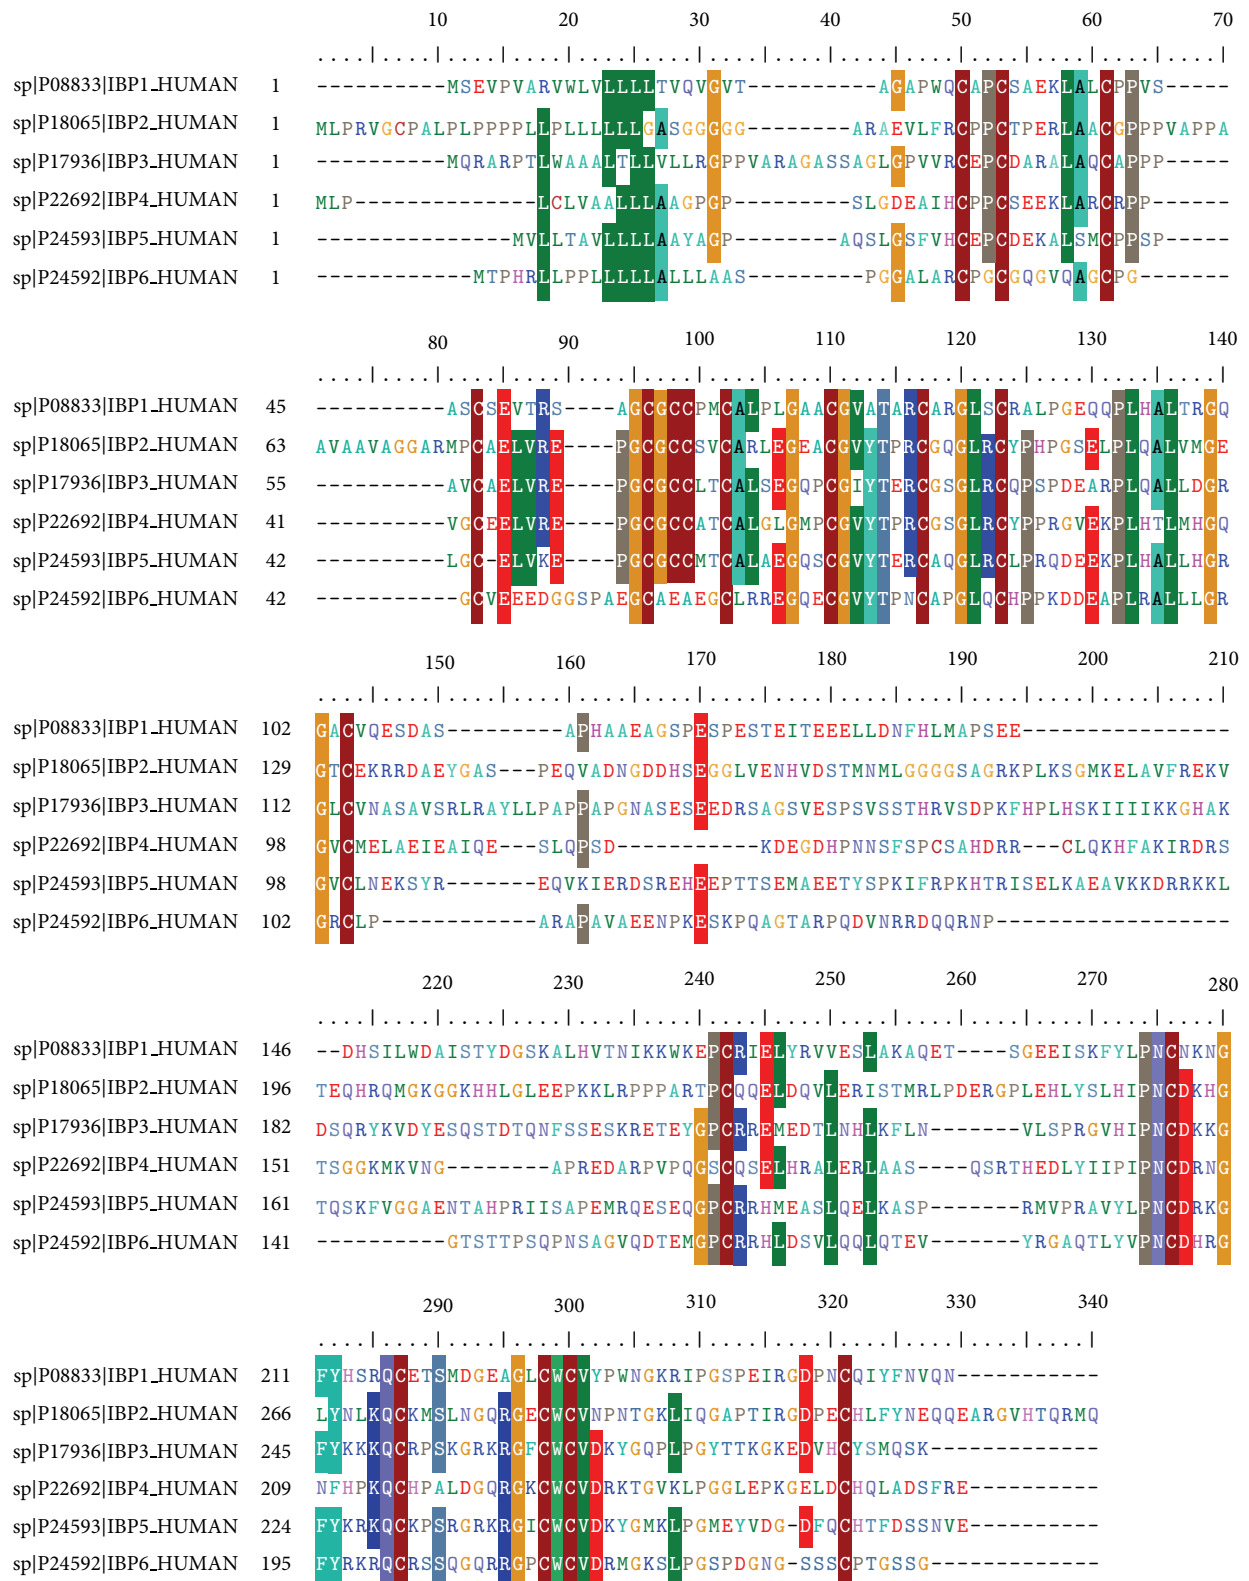 10 20 30 40 50 60 70
sp|P08833|IBP1_HUMAN 1 ----------MSEVPVARVWLVLLLLTVQVGVT----------AGAPWQCAPCSAEKLALCPPVS-----
sp|P18065|IBP2_HUMAN 1 MLPRVGCPALPLPPPPLLPLLLLLLGASGGGGG--------ARAEVLFRCPPCTPERLAACGPPPVAPPA
sp|P17936|IBP3_HUMAN 1 ----------MQRARPTLWAAALTLLVLLRGPPVARAGASSAGLGPVVRCEPCDARALAQCAPPP-----
sp|P22692|IBP4_HUMAN 1 MLP--------------LCLVAALLLAAGPGP---------SLGDEAIHCPPCSEEKLARCRPP------
sp|P24593|IBP5_HUMAN 1 ---------------MVLLTAVLLLLAAYAGP--------AQSLGSFVHCEPCDEKALSMCPPSP-----
sp|P24592|IBP6_HUMAN 1 ------------MTPHRLLPPLLLLLALLLAAS---------PGGALARCPGCGQGVQAGCPG-------
80 90 100 110 120 130 140
sp|P08833|IBP1_HUMAN 45 ----------ASCSEVTRS----AGCGCCPMCALPLGAACGVATARCARGLSCRALPGEQQPLHALTRGQ
sp|P18065|IBP2_HUMAN 63 AVAAVAGGARMPCAELVRE----PGCGCCSVCARLEGEACGVYTPRCGQGLRCYPHPGSELPLQALVMGE
sp|P17936|IBP3_HUMAN 55 ----------AVCAELVRE----PGCGCCLTCALSEGQPCGIYTERCGSGLRCQPSPDEARPLQALLDGR
sp|P22692|IBP4_HUMAN 41 ----------VGCEELVRE----PGCGCCATCALGLGMPCGVYTPRCGSGLRCYPPRGVEKPLHTLMHGQ
sp|P24593|IBP5_HUMAN 42 ----------LGC-ELVKE----PGCGCCMTCALAEGQSCGVYTERCAQGLRCLPRQDEEKPLHALLHGR
sp|P24592|IBP6_HUMAN 42 -----------GCVEEEDGGSPAEGCAEAEGCLRREGQECGVYTPNCAPGLQCHPPKDDEAPLRALLLGR
150 160 170 180 190 200 210
sp|P08833|IBP1_HUMAN 102 GACVQESDAS---------APHAAEAGSPESPESTEITEEELLDNFHLMAPSEE----------------
sp|P18065|IBP2_HUMAN 129 GTCEKRRDAEYGAS---PEQVADNGDDHSEGGLVENHVDSTMNMLGGGGSAGRKPLKSGMKELAVFREKV
sp|P17936|IBP3_HUMAN 112 GLCVNASAVSRLRAYLLPAPPAPGNASESEEDRSAGSVESPSVSSTHRVSDPKFHPLHSKIIIIKKGHAK
sp|P22692|IBP4_HUMAN 98 GVCMELAEIEAIQE---SLQPSD-----------KDEGDHPNNSFSPCSAHDRR---CLQKHFAKIRDRS
sp|P24593|IBP5_HUMAN 98 GVCLNEKSYR-------EQVKIERDSREHEEPTTSEMAEETYSPKIFRPKHTRISELKAEAVKKDRRKKL
sp|P24592|IBP6_HUMAN 102 GRCLP------------ARAPAVAEENPKESKPQAGTARPQDVNRRDQQRNP------------------
220 230 240 250 260 270 280
sp|P08833|IBP1_HUMAN 146 --DHSILWDAISTYDGSKALHVTNIKKWKEPCRIELYRVVESLAKAQET----SGEEISKFYLPNCNKNG
sp|P18065|IBP2_HUMAN 196 TEQHRQMGKGGKHHLGLEEPKKLRPPPARTPCQQELDQVLERISTMRLPDERGPLEHLYSLHIPNCDKHG
sp|P17936|IBP3_HUMAN 182 DSQRYKVDYESQSTDTQNFSSESKRETEYGPCRREMEDTLNHLKFLN-------VLSPRGVHIPNCDKKG
sp|P22692|IBP4_HUMAN 151 TSGGKMKVNG--------APREDARPVPQGSCQSELHRALERLAAS----QSRTHEDLYIIPIPNCDRNG
sp|P24593|IBP5_HUMAN 161 TQSKFVGGAENTAHPRIISAPEMRQESEQGPCRRHMEASLQELKASP-------RMVPRAVYLPNCDRKG
sp|P24592|IBP6_HUMAN 141 ----------GTSTTPSQPNSAGVQDTEMGPCRRHLDSVLQQLQTEV-------YRGAQTLYVPNCDHRG
290 300 310 320 330 340
sp|P08833|IBP1_HUMAN 211 FYHSRQCETSMDGEAGLCWCVYPWNGKRIPGSPEIRGDPNCQIYFNVQN-----------
sp|P18065|IBP2_HUMAN 266 LYNLKQCKMSLNGQRGECWCVNPNTGKLIQGAPTIRGDPECHLFYNEQQEARGVHTQRMQ
sp|P17936|IBP3_HUMAN 245 FYKKKQCRPSKGRKRGFCWCVDKYGQPLPGYTTKGKEDVHCYSMQSK-------------
sp|P22692|IBP4_HUMAN 209 NFHPKQCHPALDGQRGKCWCVDRKTGVKLPGGLEPKGELDCHQLADSFRE----------
sp|P24593|IBP5_HUMAN 224 FYKRKQCKPSRGRKRGICWCVDKYGMKLPGMEYVDG-DFQCHTFDSSNVE----------
sp|P24592|IBP6_HUMAN 195 FYRKRQCRSSQGQRRGPCWCVDRMGKSLPGSPDGNG-SSSCPTGSSG-------------